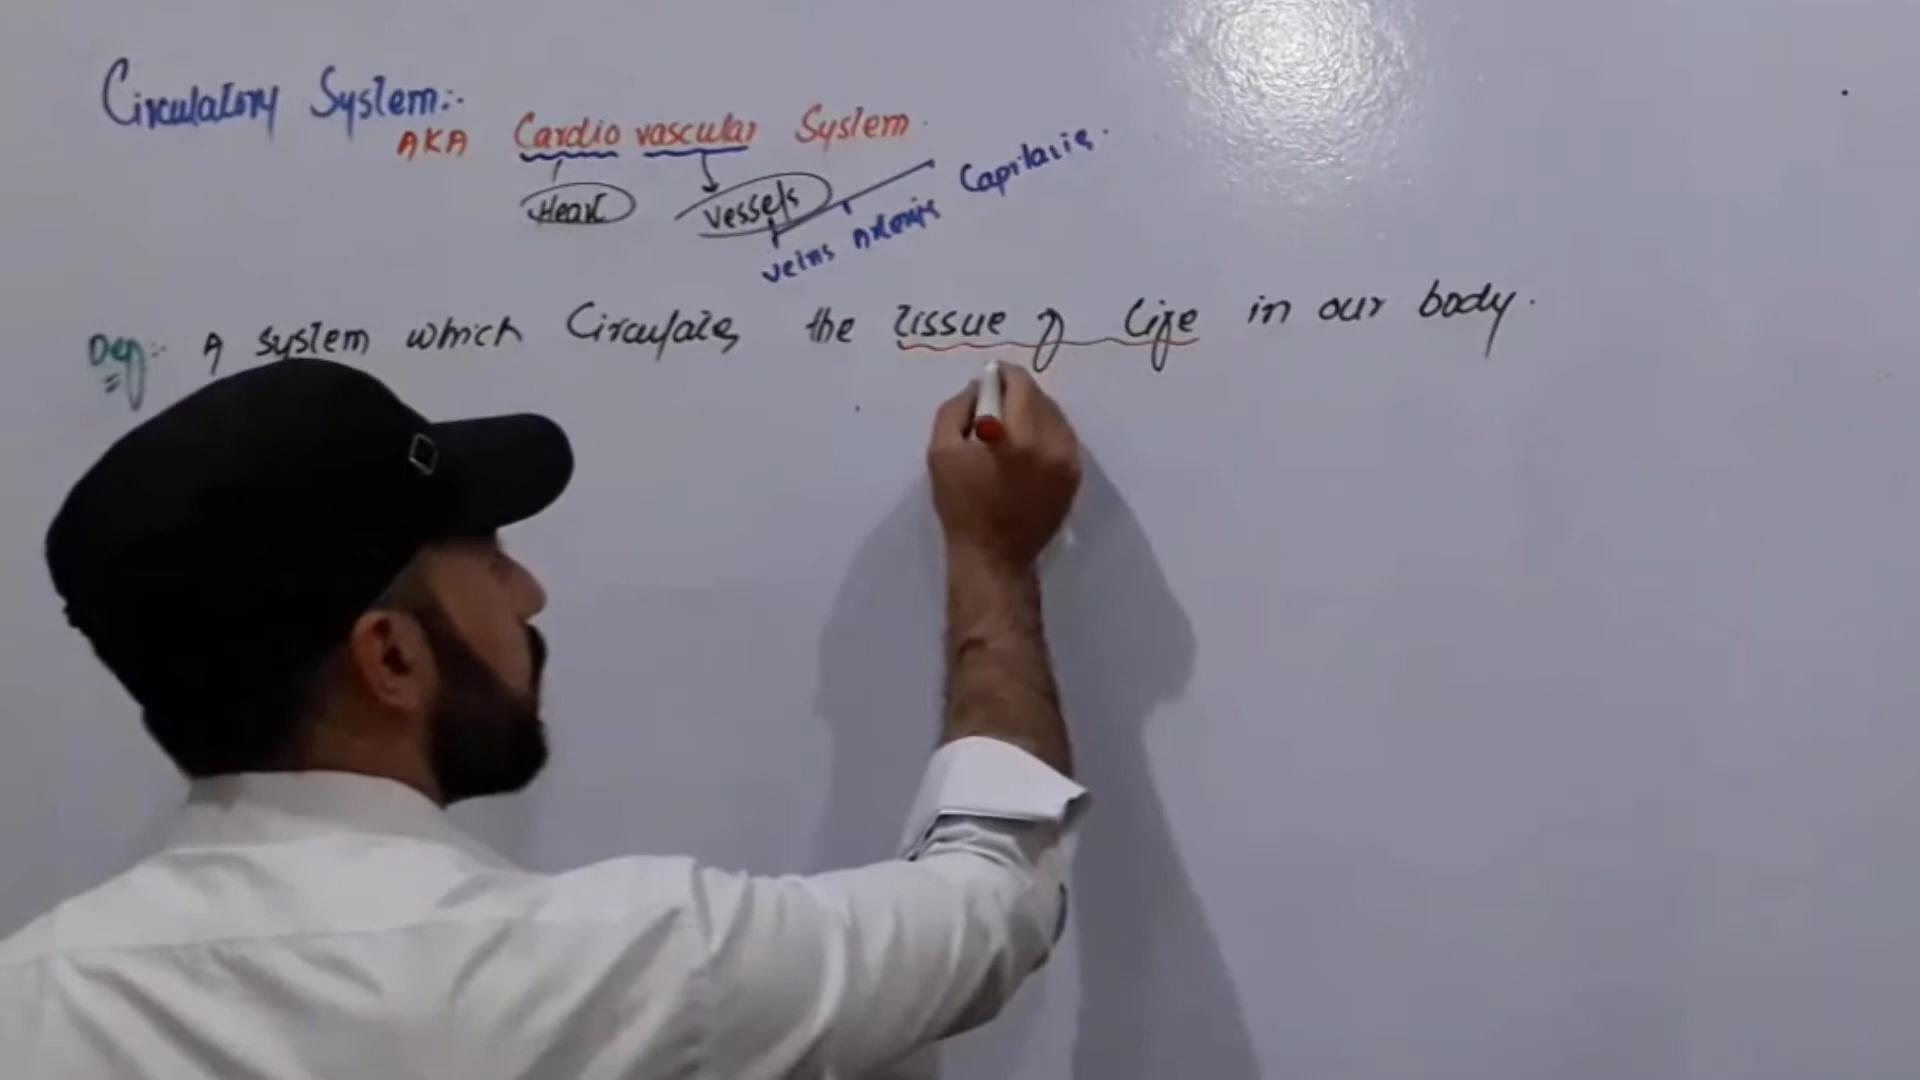 Circulatory System:-
AKA Cardio vascular System
Heart Vessels
veins Arteries Capillaries.
Def:- A system which Circulates the tissue of life in our body.